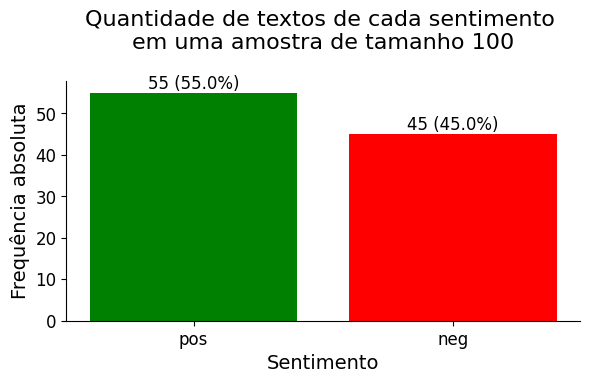 Quantidade de textos de cada sentimento
em uma amostra de tamanho 100
55 (55.0%)
45 (45.0%)
Frequência absoluta
50
40
30
20
10
0
pos
neg
Sentimento